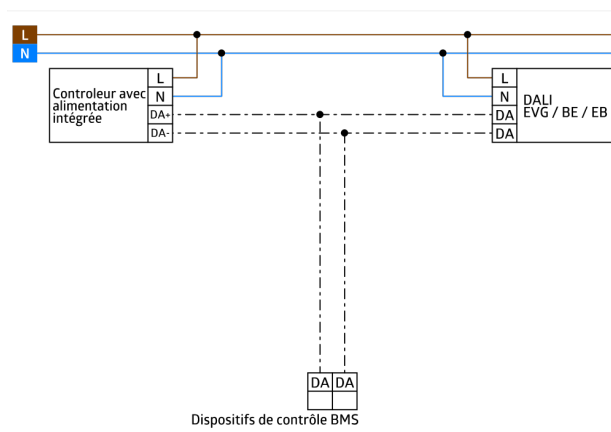 L
N
Controleur avec
alimentation
intégrée
L
N
DA+
DA-
L
N
DA
DA
DALI
EVG / BE / EB
DA DA
Dispositifs de contrôle BMS